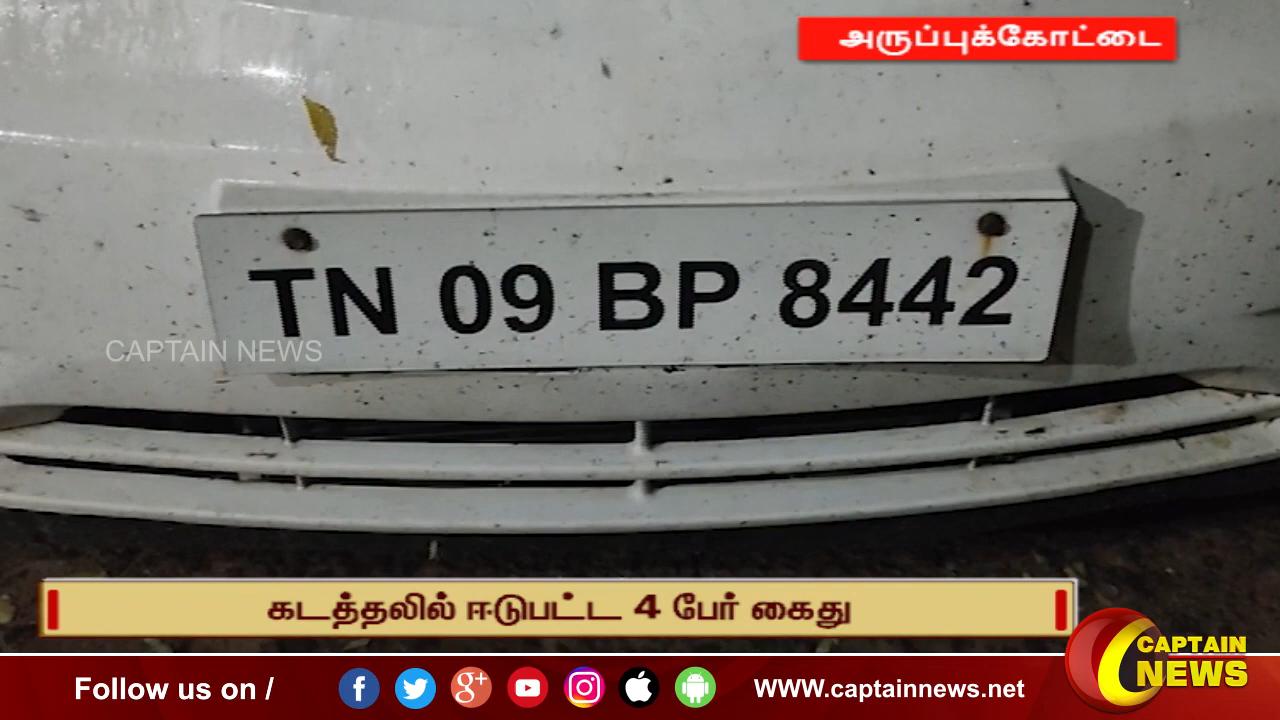 அருப்புக்கோட்டை
TN 09 BP 8442
CAPTAIN NEWS
கடத்தலில் ஈடுபட்ட 4 பேர் கைது
CAPTAIN
NEWS
Follow us on /
WWW.captainnews.net